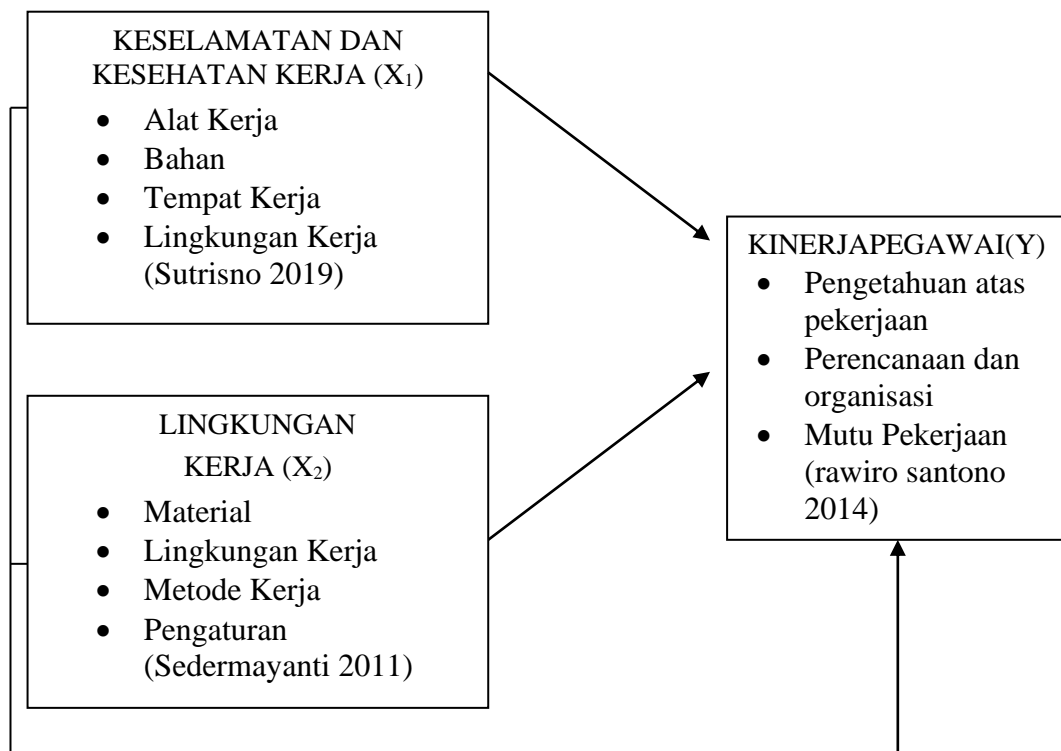 KESELAMATAN DAN
KESEHATAN KERJA (X₁)
• Alat Kerja
• Bahan
• Tempat Kerja
• Lingkungan Kerja
(Sutrisno 2019)
LINGKUNGAN
KERJA (X₂)
• Material
• Lingkungan Kerja
• Metode Kerja
• Pengaturan
(Sedermayanti 2011)
KINERJAPEGAWAI(Y)
• Pengetahuan atas
pekerjaan
• Perencanaan dan
organisasi
• Mutu Pekerjaan
(rawiro santono
2014)